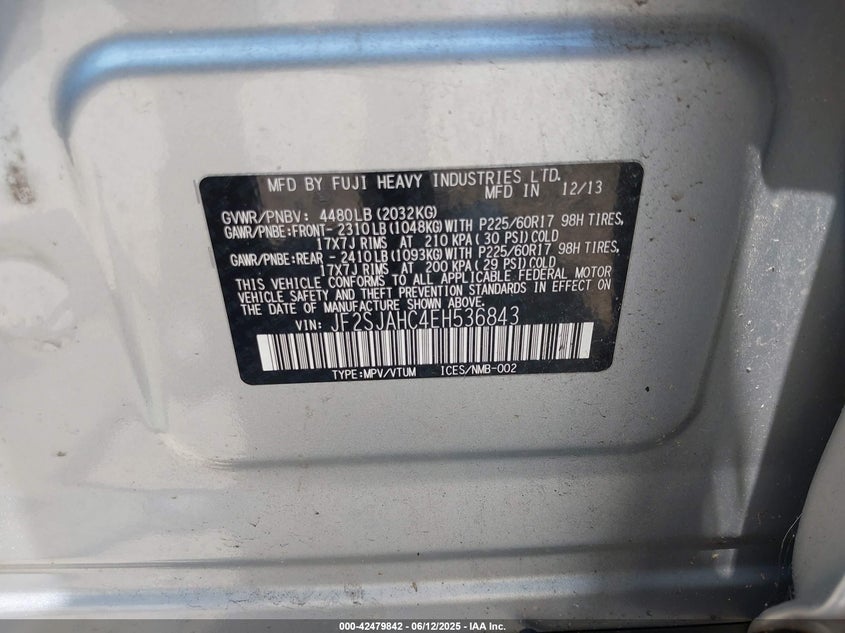 MFD BY FUJI HEAVY INDUSTRIES LTD.
MFD IN 12/13
GVWR/PNBV: 4480LB(2032KG)
GAWR/PNBE:FRONT- 2310LB(1048KG)WITH P225/60R17 98H TIRES,
17X7J RIMS AT 210 KPA(30 PSI)COLD
GAWR/PNBE:REAR - 2410LB(1093KG)WITH P225/60R17 98H TIRES,
17X7J RIMS AT 200 KPA(29 PSI)COLD
THIS VEHICLE CONFORMS TO ALL APPLICABLE FEDERAL MOTOR
VEHICLE SAFETY AND THEFT PREVENTION STANDARDS IN EFFECT ON
THE DATE OF MANUFACTURE SHOWN ABOVE.
VIN: JF2SJAHC4EH536843
TYPE:MPV/VTUM ICES/NMB-002
000-42479842 - 06/12/2025 - IAA Inc.